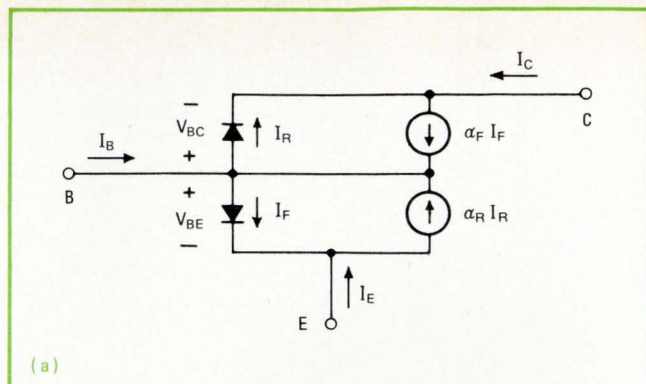 I_C
−
V_BC
I_R
α_F I_F
C
I_B
+
B
+
V_BE
I_F
α_R I_R
−
I_E
E
(a)